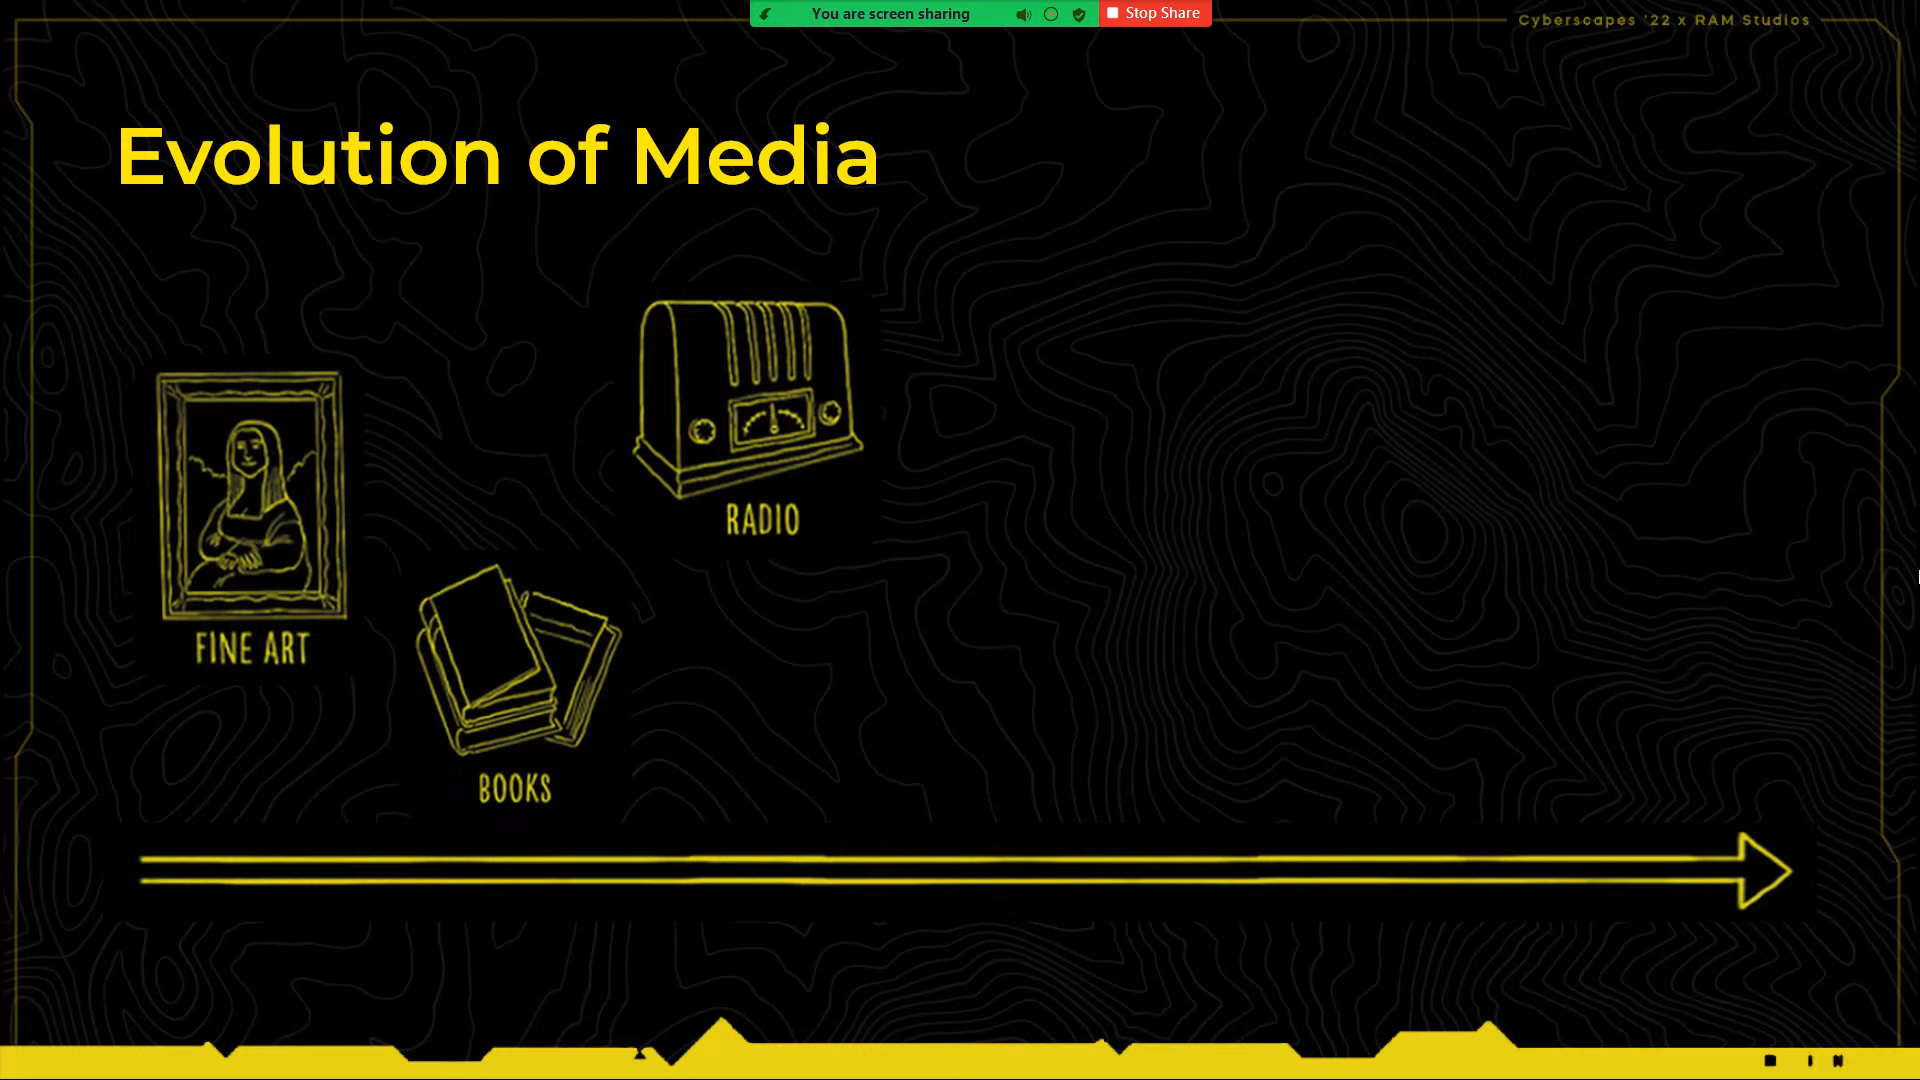 You are screen sharing
Stop Share
Cyberscapes '22 x RAM Studios
Evolution of Media
RADIO
FINE ART
BOOKS